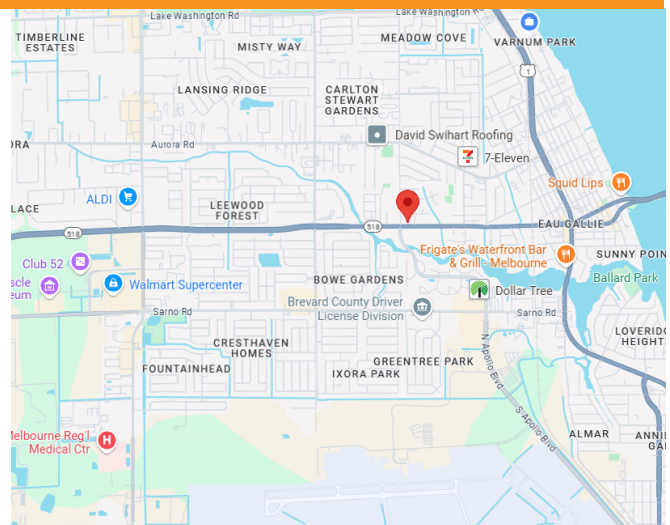 Lake Washington Rd
Lake Washington Rd
TIMBERLINE
ESTATES
MISTY WAY
MEADOW COVE
VARNUM PARK
1
LANSING RIDGE
CARLTON
STEWART
GARDENS
David Swihart Roofing
ORA
Aurora Rd
7-Eleven
Squid Lips
ALDI
LACE
LEEWOOD
FOREST
518
518
EAU GALLIE
Club 52
Frigate's Waterfront Bar
& Grill - Melbourne
SUNNY POIN
scle
eum
Walmart Supercenter
BOWE GARDENS
Ballard Park
Dollar Tree
Brevard County Driver
License Division
Sarno Rd
Sarno Rd
LOVERIDG
HEIGHT
CRESTHAVEN
HOMES
N Apollo Blvd
FOUNTAINHEAD
GREENTREE PARK
IXORA PARK
S Apollo Blvd
Melbourne Reg'l
Medical Ctr
H
ALMAR
ANNI
GA